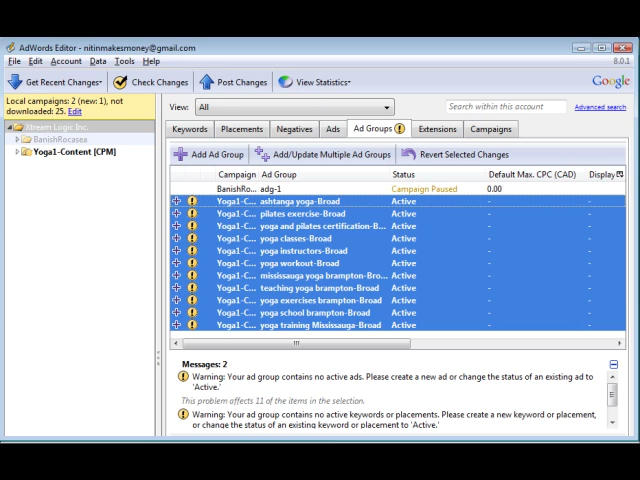 AdWords Editor - nitinmakesmoney@gmail.com
File Edit Account Data Tools Help 8.0.1
Get Recent Changes Check Changes Post Changes View Statistics Google
Local campaigns: 2 (new: 1), not
downloaded: 25. Edit
View: All Search within this account Advanced search
Xtream Logic Inc.
BanishRocasea
Yoga1-Content [CPM]
Keywords Placements Negatives Ads Ad Groups Extensions Campaigns
Add Ad Group Add/Update Multiple Ad Groups Revert Selected Changes
Campaign Ad Group Status Default Max. CPC (CAD) Display
BanishRo... adg-1 Campaign Paused 0.00
Yoga1-C... ashtanga yoga-Broad Active -
Yoga1-C... pilates exercise-Broad Active -
Yoga1-C... yoga and pilates certification-B... Active -
Yoga1-C... yoga classes-Broad Active -
Yoga1-C... yoga instructors-Broad Active -
Yoga1-C... yoga workout-Broad Active -
Yoga1-C... mississauga yoga brampton-Bro... Active -
Yoga1-C... teaching yoga brampton-Broad Active -
Yoga1-C... yoga exercises brampton-Broad Active -
Yoga1-C... yoga school brampton-Broad Active -
Yoga1-C... yoga training Mississauga-Broad Active -
Messages: 2
Warning: Your ad group contains no active ads. Please create a new ad or change the status of an existing ad to
'Active.'
This problem affects 11 of the items in the selection.
Warning: Your ad group contains no active keywords or placements. Please create a new keyword or placement,
or change the status of an existing keyword or placement to 'Active.'